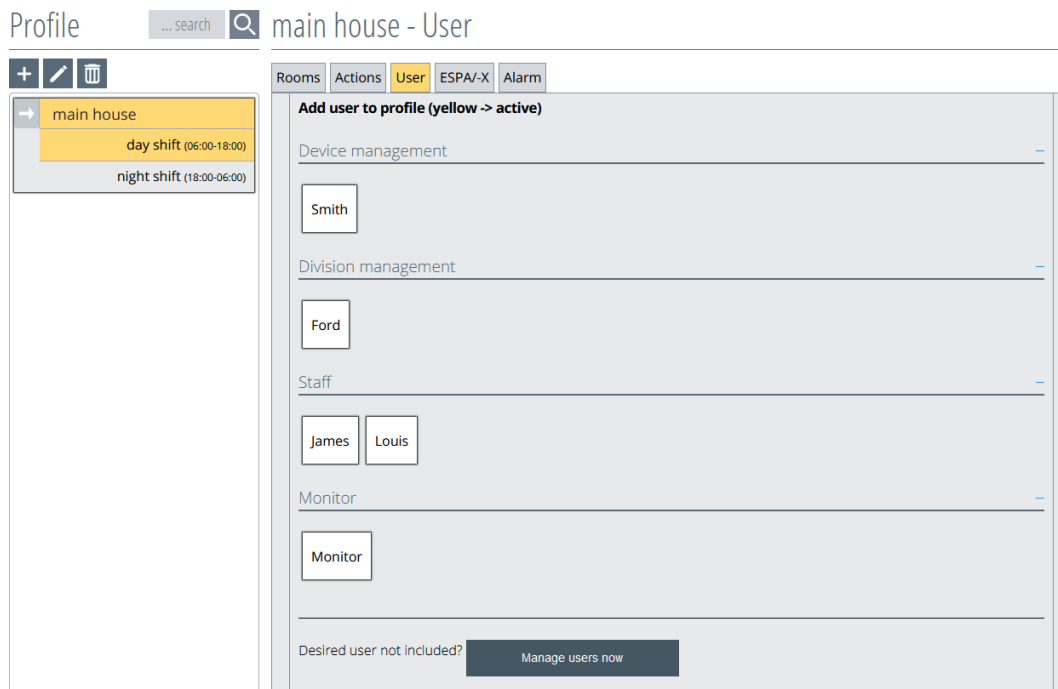 Profile
... search
main house - User
Rooms Actions User ESPA/-X Alarm
main house
day shift (06:00-18:00)
night shift (18:00-06:00)
Add user to profile (yellow -> active)
Device management
Smith
Division management
Ford
Staff
James Louis
Monitor
Monitor
Desired user not included? Manage users now